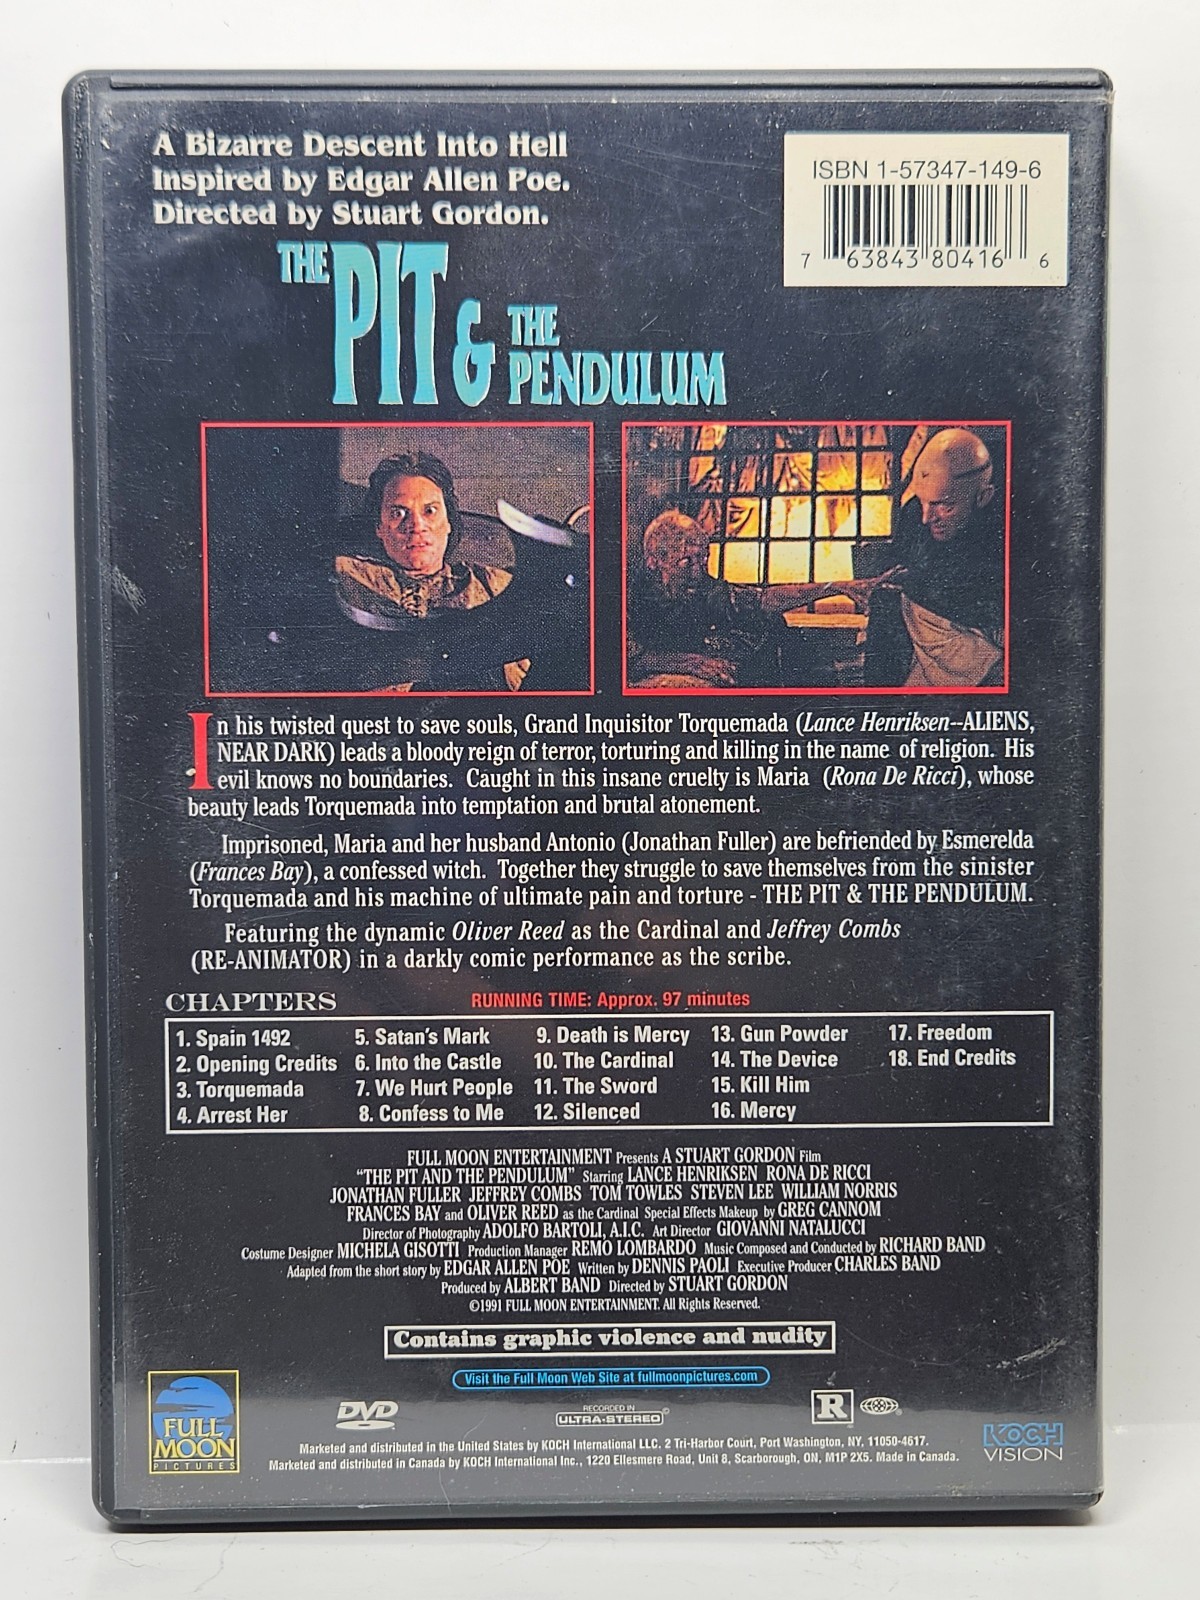 A Bizarre Descent Into Hell
Inspired by Edgar Allen Poe.
Directed by Stuart Gordon.
ISBN 1-57347-149-6
7 63843 80416 6
THE PIT & THE PENDULUM
In his twisted quest to save souls, Grand Inquisitor Torquemada (Lance Henriksen--ALIENS,
NEAR DARK) leads a bloody reign of terror, torturing and killing in the name of religion. His
evil knows no boundaries. Caught in this insane cruelty is Maria (Rona De Ricci), whose
beauty leads Torquemada into temptation and brutal atonement.
Imprisoned, Maria and her husband Antonio (Jonathan Fuller) are befriended by Esmerelda
(Frances Bay), a confessed witch. Together they struggle to save themselves from the sinister
Torquemada and his machine of ultimate pain and torture - THE PIT & THE PENDULUM.
Featuring the dynamic Oliver Reed as the Cardinal and Jeffrey Combs
(RE-ANIMATOR) in a darkly comic performance as the scribe.
CHAPTERS
RUNNING TIME: Approx. 97 minutes
1. Spain 1492
2. Opening Credits
3. Torquemada
4. Arrest Her
5. Satan's Mark
6. Into the Castle
7. We Hurt People
8. Confess to Me
9. Death is Mercy
10. The Cardinal
11. The Sword
12. Silenced
13. Gun Powder
14. The Device
15. Kill Him
16. Mercy
17. Freedom
18. End Credits
FULL MOON ENTERTAINMENT Presents A STUART GORDON Film
"THE PIT AND THE PENDULUM" Starring LANCE HENRIKSEN RONA DE RICCI
JONATHAN FULLER JEFFREY COMBS TOM TOWLES STEVEN LEE WILLIAM NORRIS
FRANCES BAY and OLIVER REED as the Cardinal Special Effects Makeup by GREG CANNOM
Director of Photography ADOLFO BARTOLI, A.I.C. Art Director GIOVANNI NATALUCCI
Costume Designer MICHELA GISOTTI Production Manager REMO LOMBARDO Music Composed and Conducted by RICHARD BAND
Adapted from the short story by EDGAR ALLEN POE Written by DENNIS PAOLI Executive Producer CHARLES BAND
Produced by ALBERT BAND Directed by STUART GORDON
©1991 FULL MOON ENTERTAINMENT. All Rights Reserved.
Contains graphic violence and nudity
Visit the Full Moon Web Site at fullmoonpictures.com
FULL
MOON
PICTURES
DVD
RECORDED IN
ULTRA-STEREO©
R
KOCH
VISION
Marketed and distributed in the United States by KOCH International LLC. 2 Tri-Harbor Court, Port Washington, NY, 11050-4617.
Marketed and distributed in Canada by KOCH International Inc., 1220 Ellesmere Road, Unit 8, Scarborough, ON, M1P 2X5. Made in Canada.